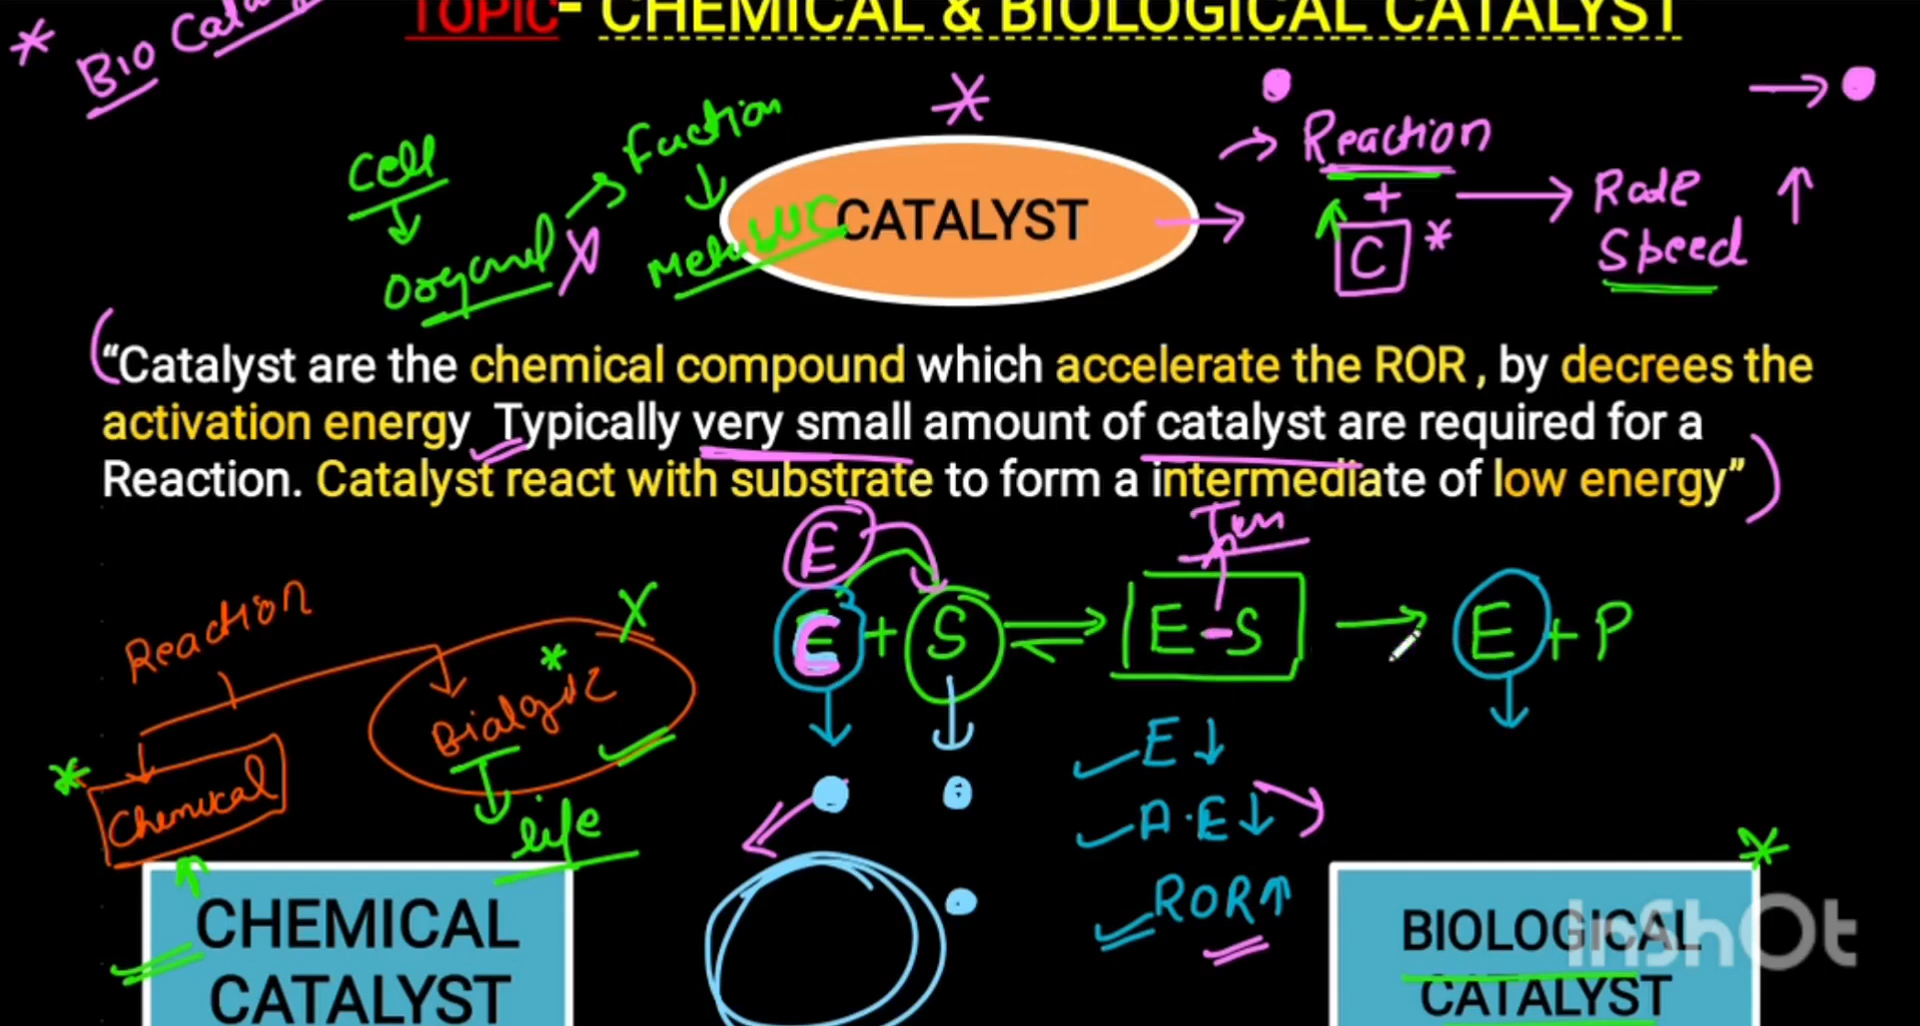 TOPIC- CHEMICAL & BIOLOGICAL CATALYST
* Bio
*
Cell
Faction
organel
CATALYST
Reaction
+
C *
Rate
Speed
“Catalyst are the chemical compound which accelerate the ROR , by decrees the
activation energy Typically very small amount of catalyst are required for a
Reaction. Catalyst react with substrate to form a intermediate of low energy”
E
E + S
E-S
E + P
Reaction
Chemical
life
E↓
A.E↓
ROR↑
CHEMICAL
CATALYST
BIOLOGICAL
CATALYST
InShOt